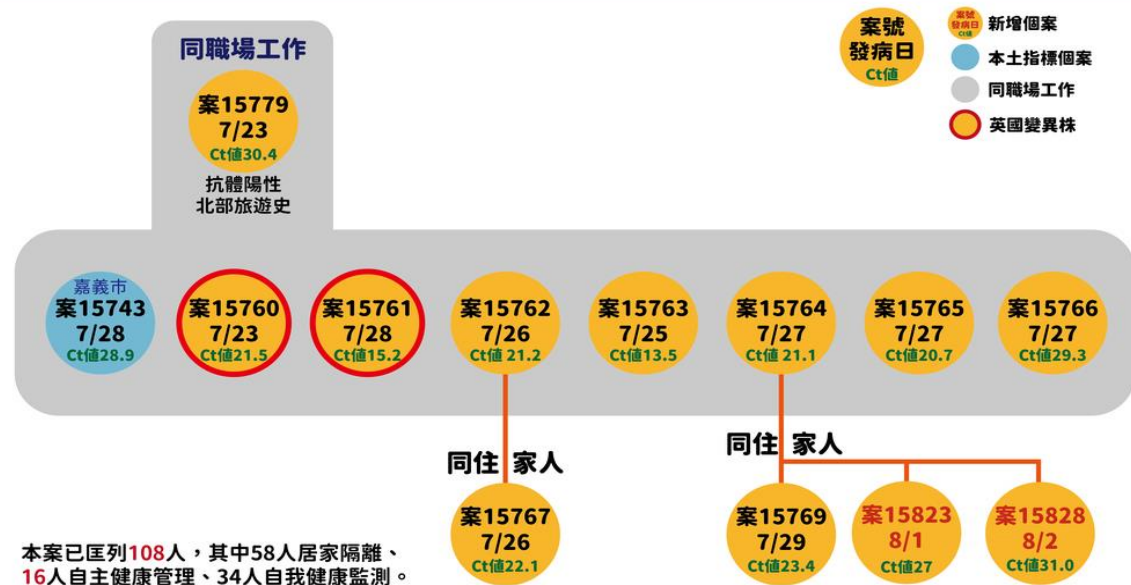 同職場工作
案15779
7/23
Ct值30.4
抗體陽性
北部旅遊史
案號
發病日
Ct值
案號
發病日
Ct值
新增個案
本土指標個案
同職場工作
英國變異株
嘉義市
案15743
7/28
Ct值28.9
案15760
7/23
Ct值21.5
案15761
7/28
Ct值15.2
案15762
7/26
Ct值 21.2
案15763
7/25
Ct值13.5
案15764
7/27
Ct值 21.1
案15765
7/27
Ct值20.7
案15766
7/27
Ct值29.3
同住 家人
案15767
7/26
Ct值22.1
同住 家人
案15769
7/29
Ct值23.4
案15823
8/1
Ct值27
案15828
8/2
Ct值31.0
本案已匡列108人，其中58人居家隔離、
16人自主健康管理、34人自我健康監測。